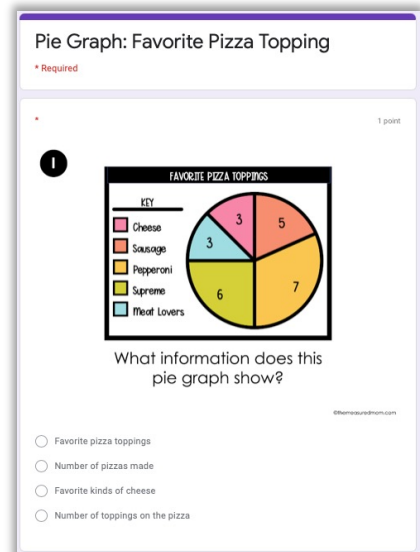 Pie Graph: Favorite Pizza Topping
* Required
*
1 point
1
FAVORITE PIZZA TOPPINGS
KEY
Cheese
Sausage
Pepperoni
Supreme
Meat Lovers
3
5
3
6
7
What information does this
pie graph show?
©themeasuredmom.com
Favorite pizza toppings
Number of pizzas made
Favorite kinds of cheese
Number of toppings on the pizza